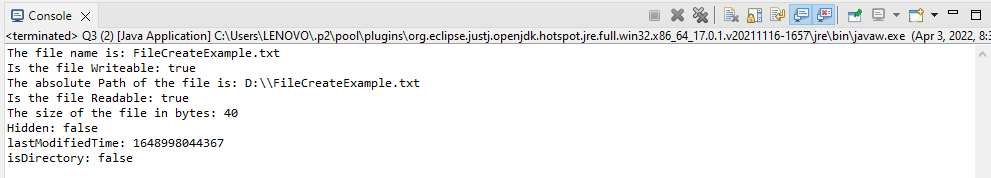 Console
<terminated> Q3 (2) [Java Application] C:\Users\LENOVO\.p2\pool\plugins\org.eclipse.justj.openjdk.hotspot.jre.full.win32.x86_64_17.0.1.v20211116-1657\jre\bin\javaw.exe (Apr 3, 2022, 8:
The file name is: FileCreateExample.txt
Is the file Writeable: true
The absolute Path of the file is: D:\\FileCreateExample.txt
Is the file Readable: true
The size of the file in bytes: 40
Hidden: false
lastModifiedTime: 1648998044367
isDirectory: false